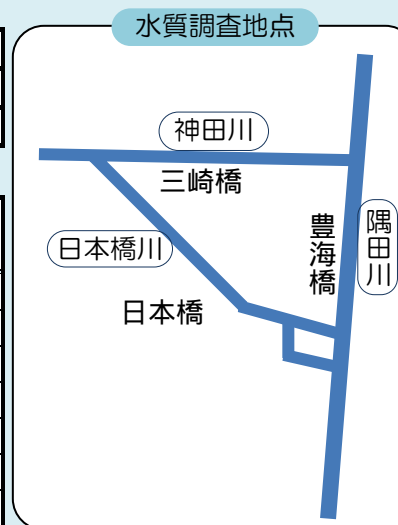 水質調査地点
神田川
三崎橋
豊海橋
隅田川
日本橋川
日本橋